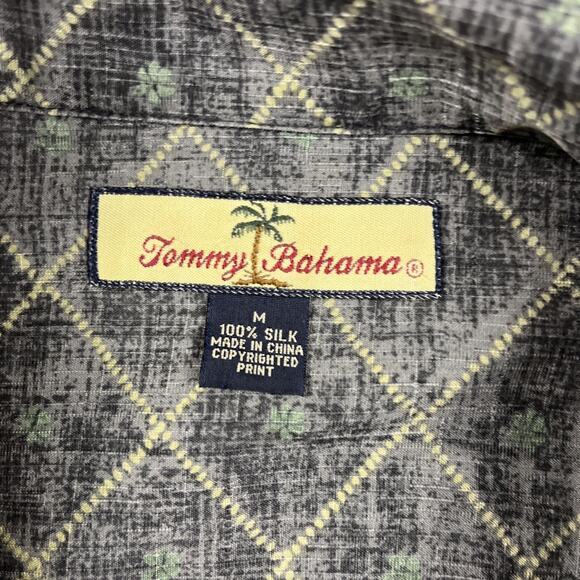 Tommy Bahama®
M
100% SILK
MADE IN CHINA
COPYRIGHTED
PRINT